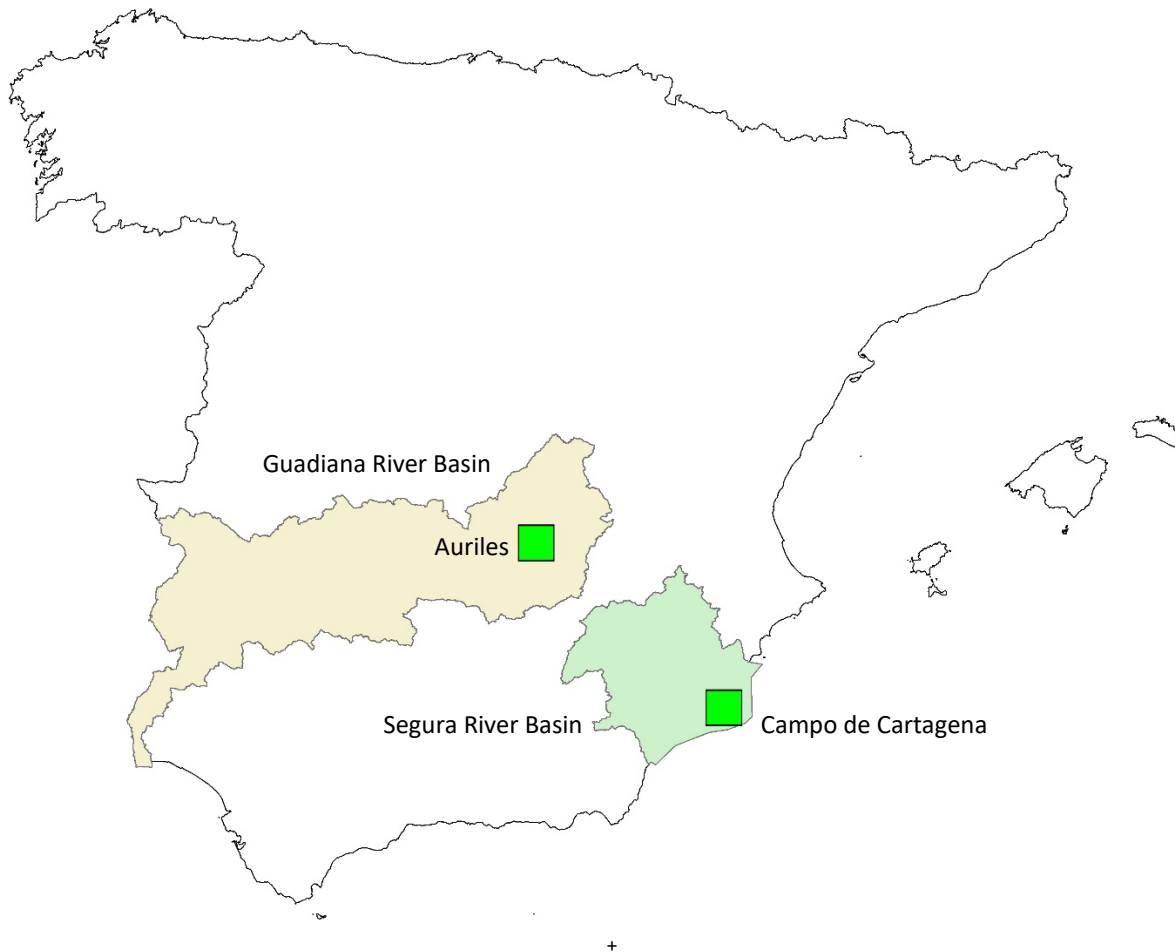 Guadiana River Basin
Auriles
Segura River Basin
Campo de Cartagena
+